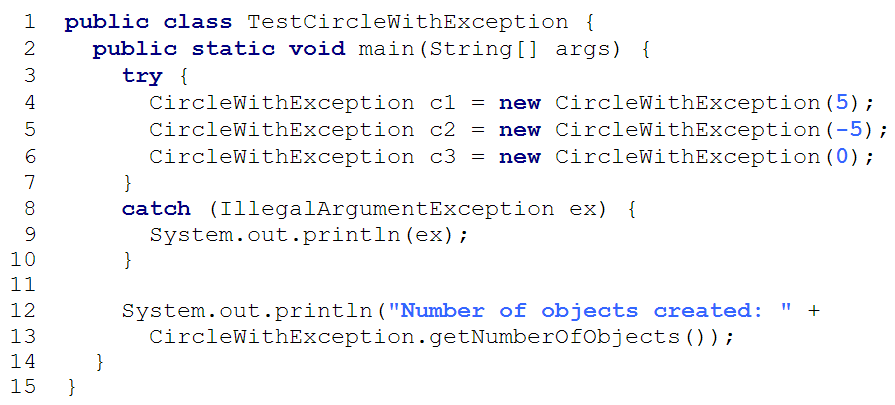 1 public class TestCircleWithException {
2   public static void main(String[] args) {
3     try {
4       CircleWithException c1 = new CircleWithException(5);
5       CircleWithException c2 = new CircleWithException(-5);
6       CircleWithException c3 = new CircleWithException(0);
7     }
8     catch (IllegalArgumentException ex) {
9       System.out.println(ex);
10     }
11
12     System.out.println("Number of objects created: " +
13       CircleWithException.getNumberOfObjects());
14   }
15 }